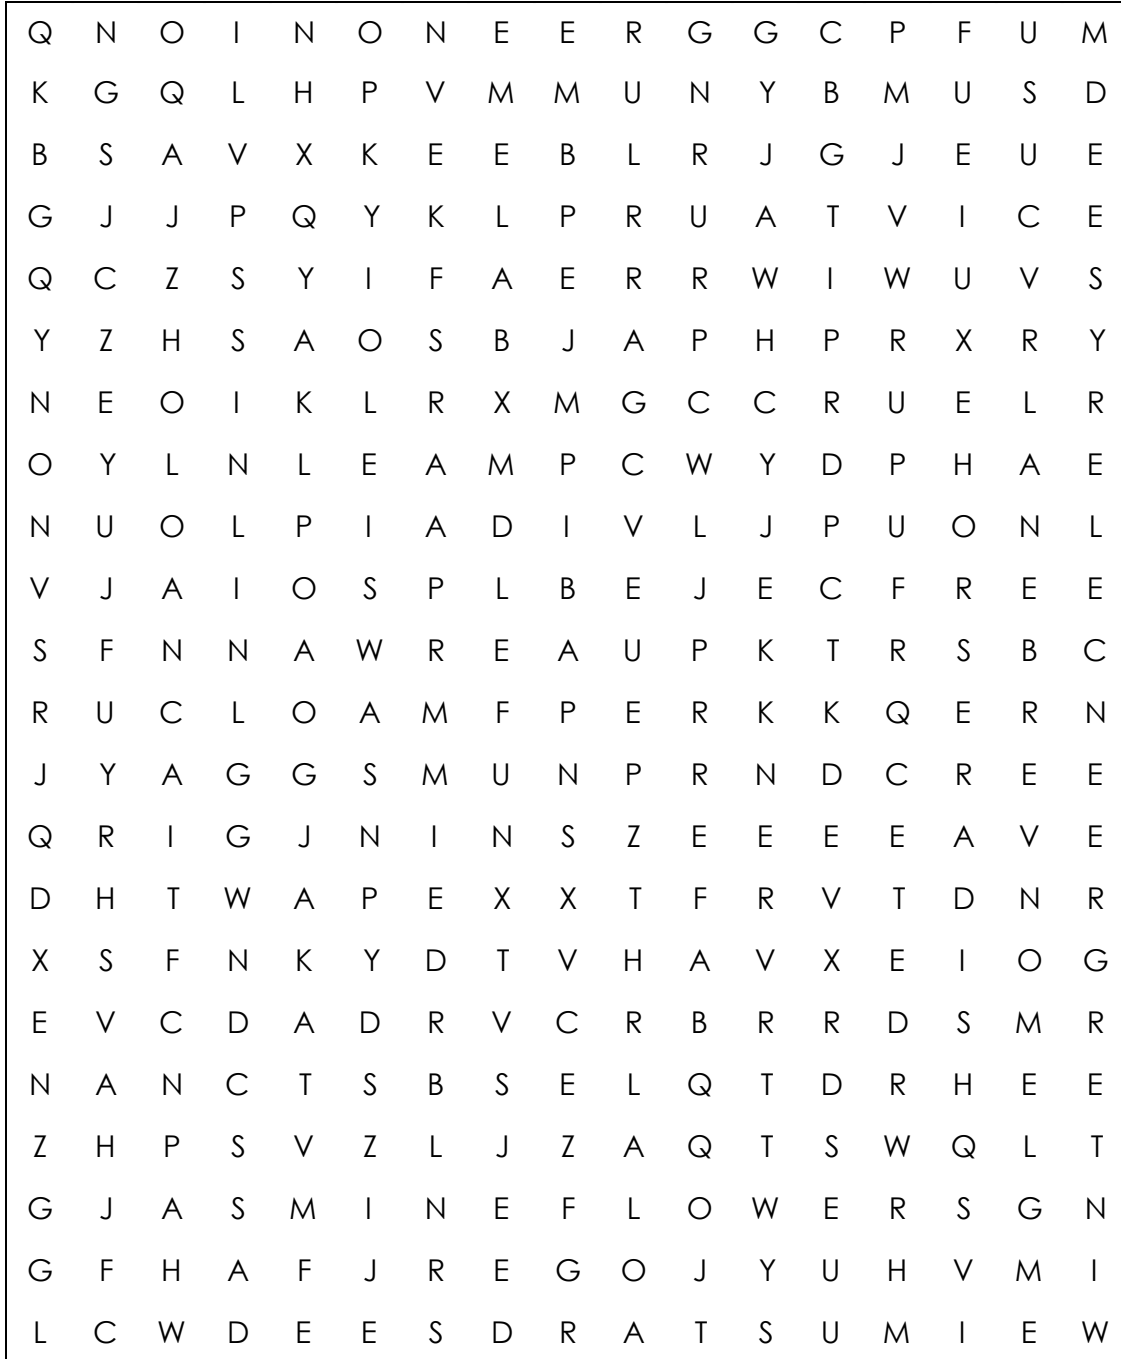 Q N O I N O N E E R G G C P F U M
K G Q L H P V M M U N Y B M U S D
B S A V X K E E B L R J G J E U E
G J J P Q Y K L P R U A T V I C E
Q C Z S Y I F A E R R W I W U V S
Y Z H S A O S B J A P H P R X R Y
N E O I K L R X M G C C R U E L R
O Y L N L E A M P C W Y D P H A E
N U O L P I A D I V L J P U O N L
V J A I O S P L B E J E C F R E E
S F N N A W R E A U P K T R S B C
R U C L O A M F P E R K K Q E R N
J Y A G G S M U N P R N D C R E E
Q R I G J N I N S Z E E E E A V E
D H T W A P E X X T F R V T D N R
X S F N K Y D T V H A V X E I O G
E V C D A D R V C R B R R D S M R
N A N C T S B S E L Q T D R H E E
Z H P S V Z L J Z A Q T S W Q L T
G J A S M I N E F L O W E R S G N
G F H A F J R E G O J Y U H V M I
L C W D E E S D R A T S U M I E W